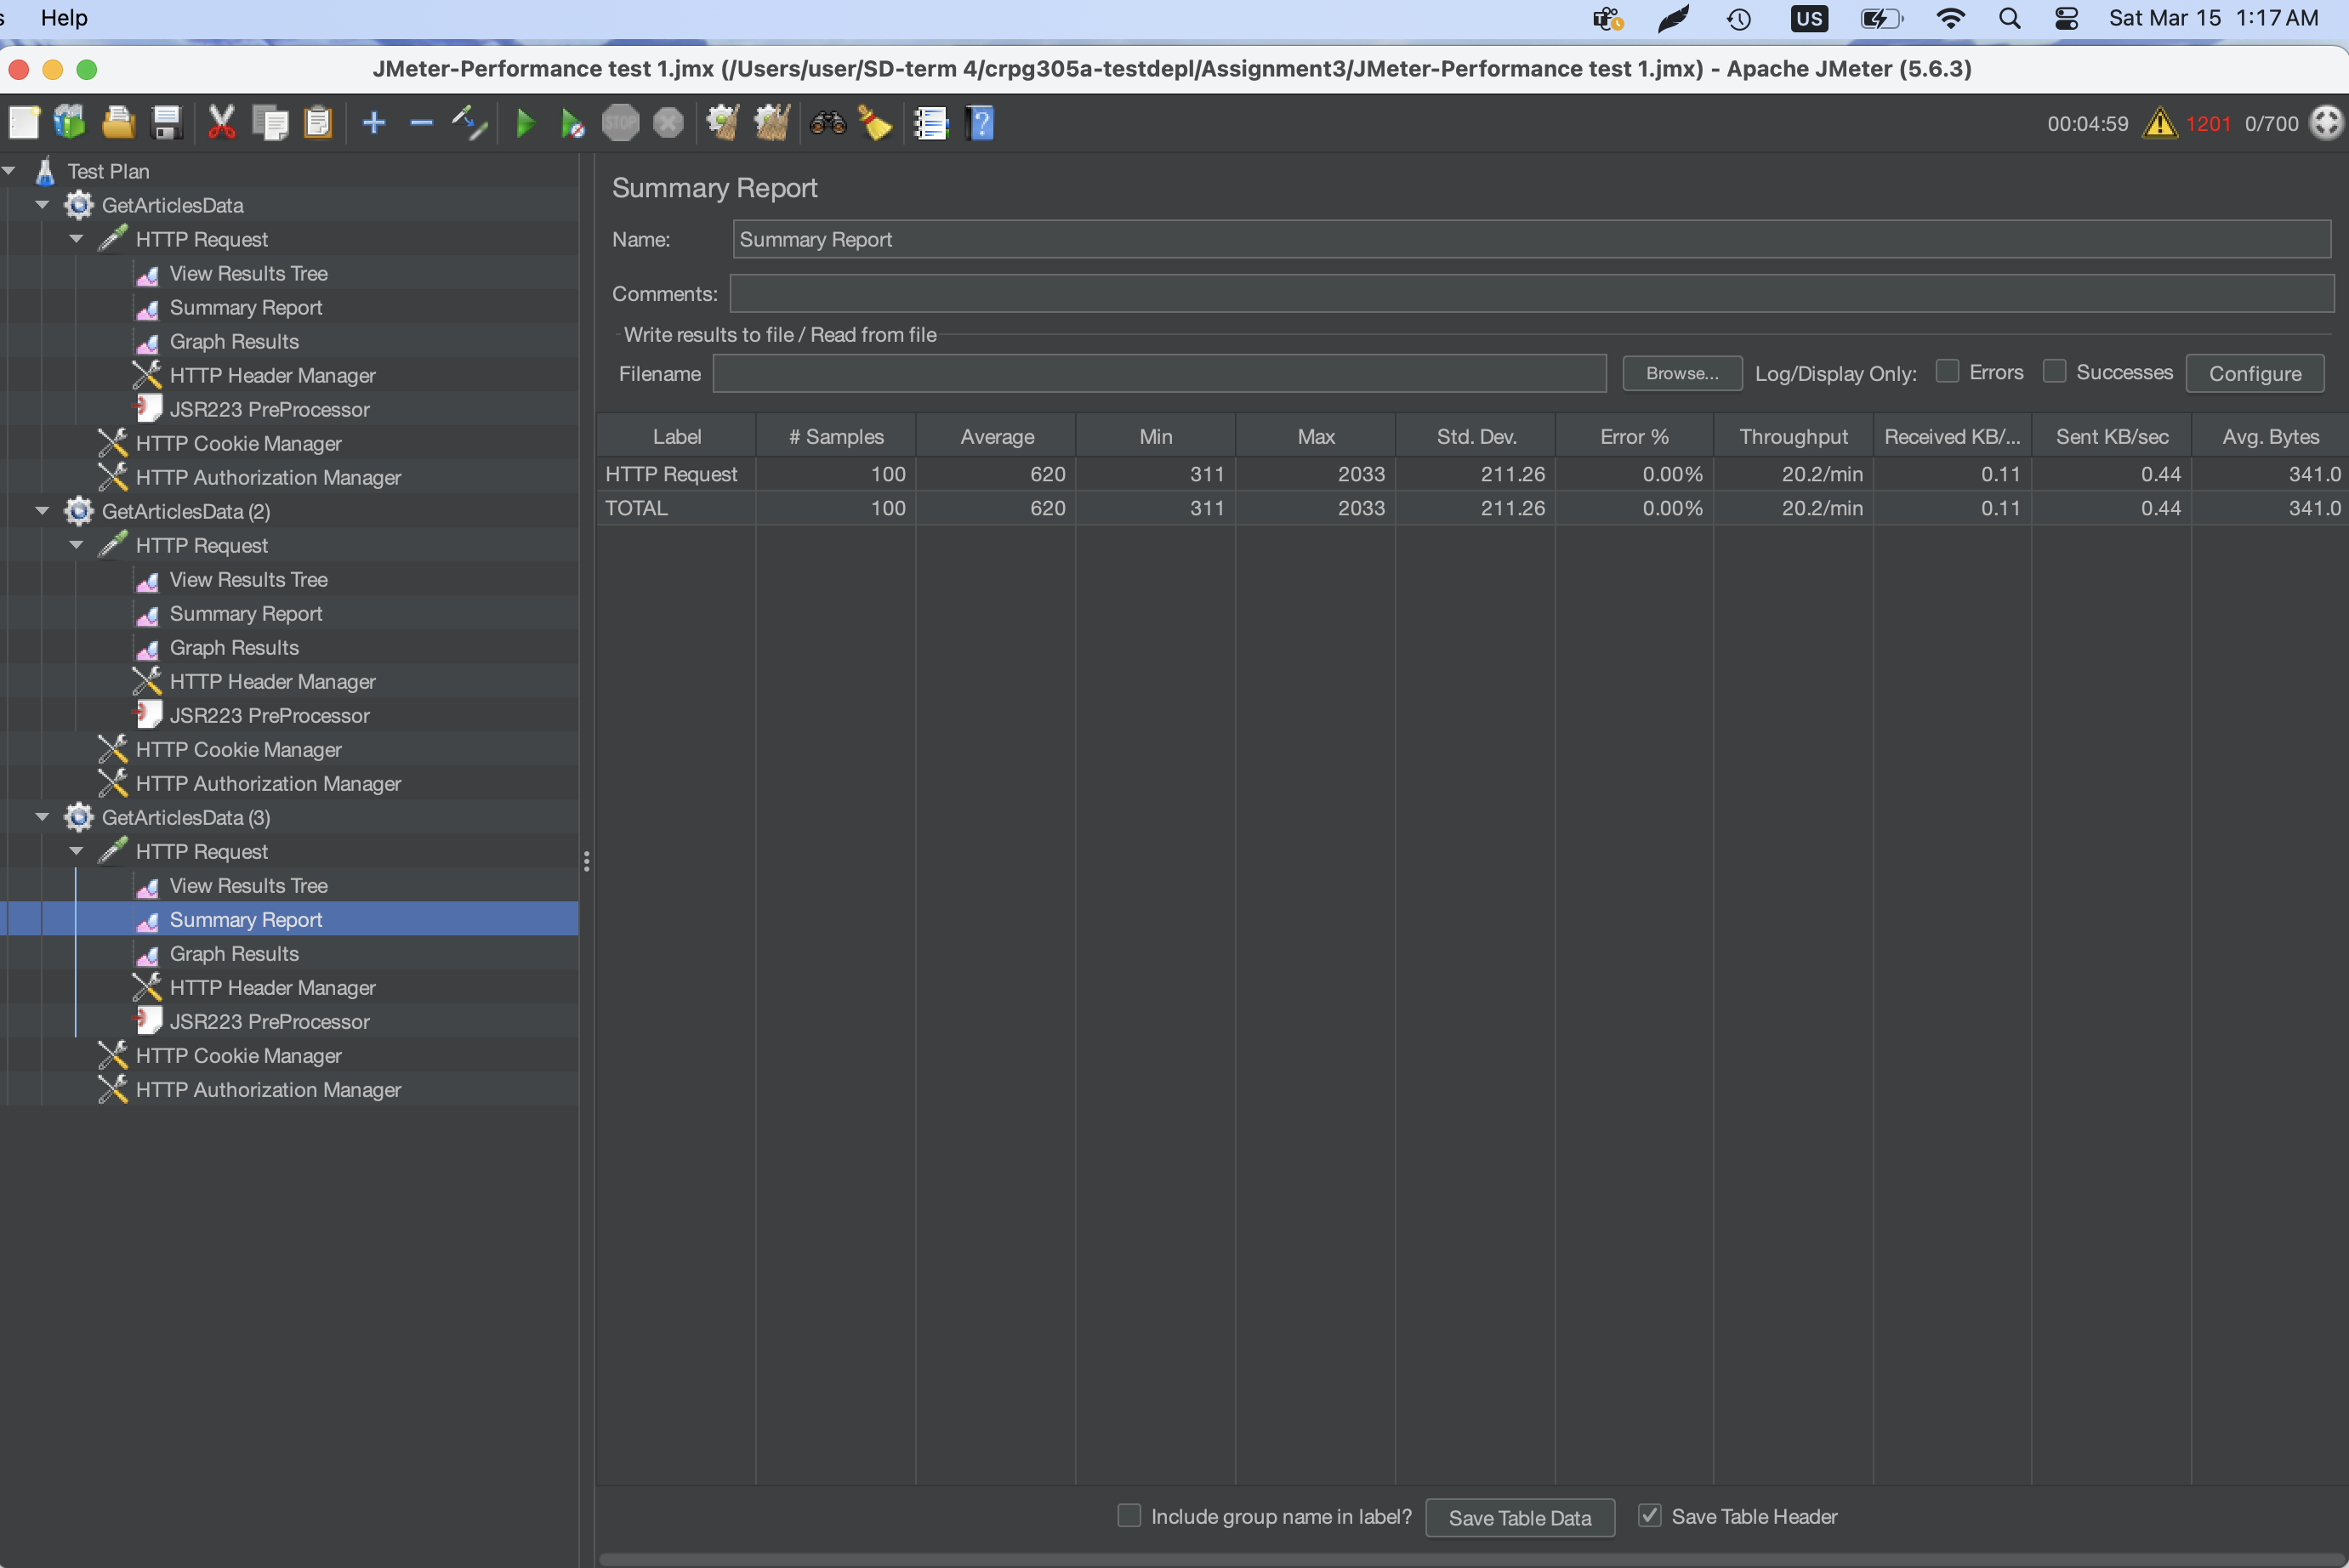 s Help US Sat Mar 15 1:17 AM
JMeter-Performance test 1.jmx (/Users/user/SD-term 4/crpg305a-testdepl/Assignment3/JMeter-Performance test 1.jmx) - Apache JMeter (5.6.3)
STOP ? 00:04:59 1201 0/700
Test Plan
GetArticlesData
HTTP Request
View Results Tree
Summary Report
Graph Results
HTTP Header Manager
JSR223 PreProcessor
HTTP Cookie Manager
HTTP Authorization Manager
GetArticlesData (2)
HTTP Request
View Results Tree
Summary Report
Graph Results
HTTP Header Manager
JSR223 PreProcessor
HTTP Cookie Manager
HTTP Authorization Manager
GetArticlesData (3)
HTTP Request
View Results Tree
Summary Report
Graph Results
HTTP Header Manager
JSR223 PreProcessor
HTTP Cookie Manager
HTTP Authorization Manager
Summary Report
Name: Summary Report
Comments:
Write results to file / Read from file
Filename Browse... Log/Display Only: Errors Successes Configure
Label # Samples Average Min Max Std. Dev. Error % Throughput Received KB/... Sent KB/sec Avg. Bytes
HTTP Request 100 620 311 2033 211.26 0.00% 20.2/min 0.11 0.44 341.0
TOTAL 100 620 311 2033 211.26 0.00% 20.2/min 0.11 0.44 341.0
Include group name in label? Save Table Data Save Table Header